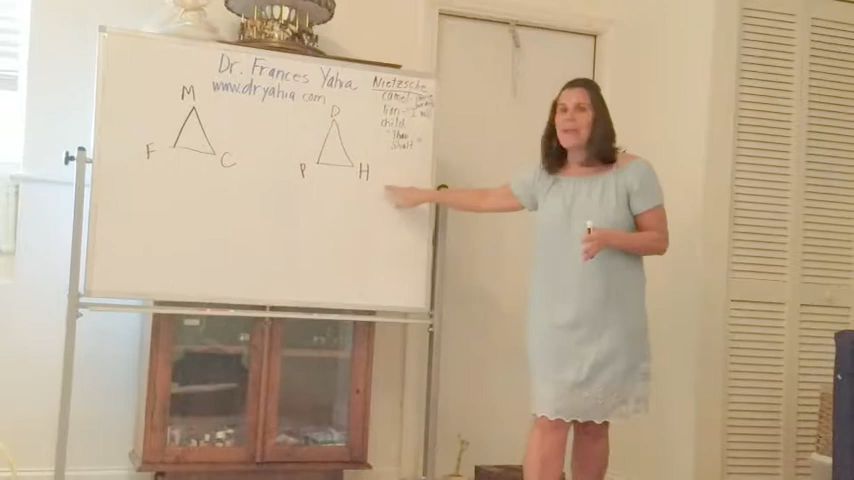 Dr. Frances Yahia
www.dryahia.com
Nietzsche
camel
lion - "I will
child
"Thou
shalt"
M
F C
D
P H